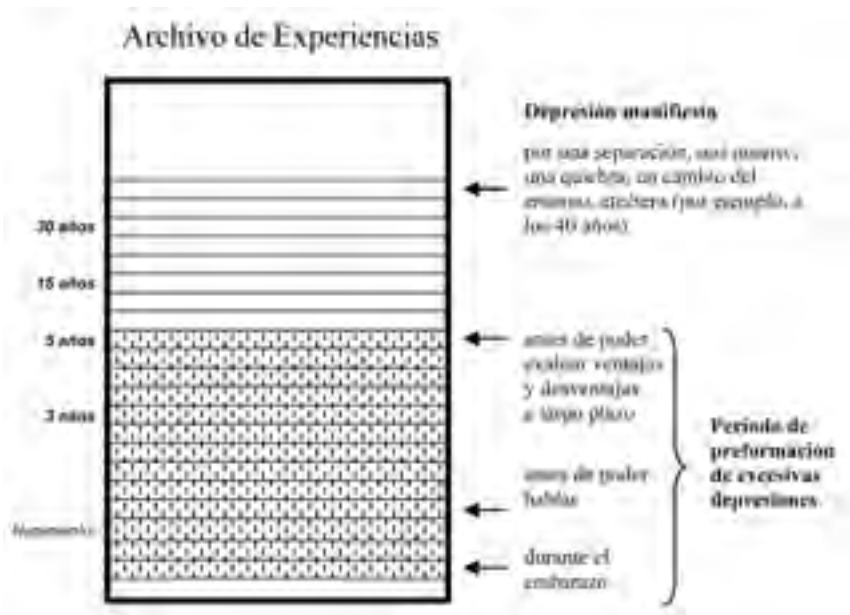 Archivo de Experiencias
Depresión manifiesta
por una separación, una muerte,
una quiebra, un cambio del
entorno, etcétera (por ejemplo, a
los 40 años)
30 años
15 años
5 años
3 años
Nacimiento
antes de poder
evaluar ventajas
y desventajas
a largo plazo
antes de poder
hablar
durante el
embarazo
Período de
preformación
de excesivas
depresiones